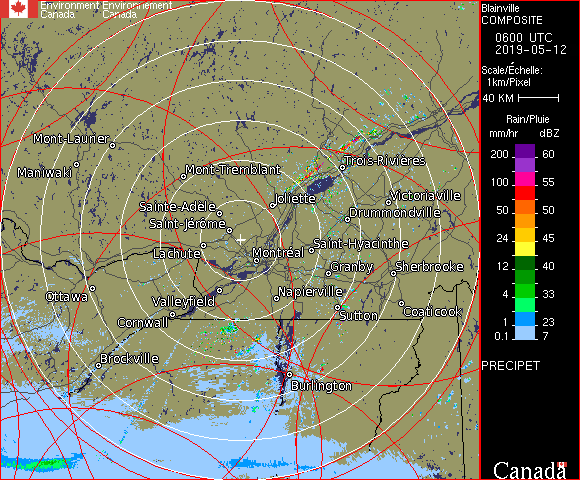 Environment Environnement
Canada Canada
Blainville
COMPOSITE
0600 UTC
2019-05-12
Scale/Échelle:
1km/Pixel
40 KM
Rain/Pluie
mm/hr dBZ
200 60
100 55
50 50
24 45
12 40
4 33
1 23
0.1 7
PRECIPET
Mont-Laurier
Maniwaki
Mont-Tremblant
Trois-Rivières
Sainte-Adèle
Joliette
Victoriaville
Saint-Jérôme
Drummondville
Lachute
Montréal
Saint-Hyacinthe
Granby
Sherbrooke
Ottawa
Valleyfield
Napierville
Cornwall
Sutton
Coaticook
Brockville
Burlington
Canada